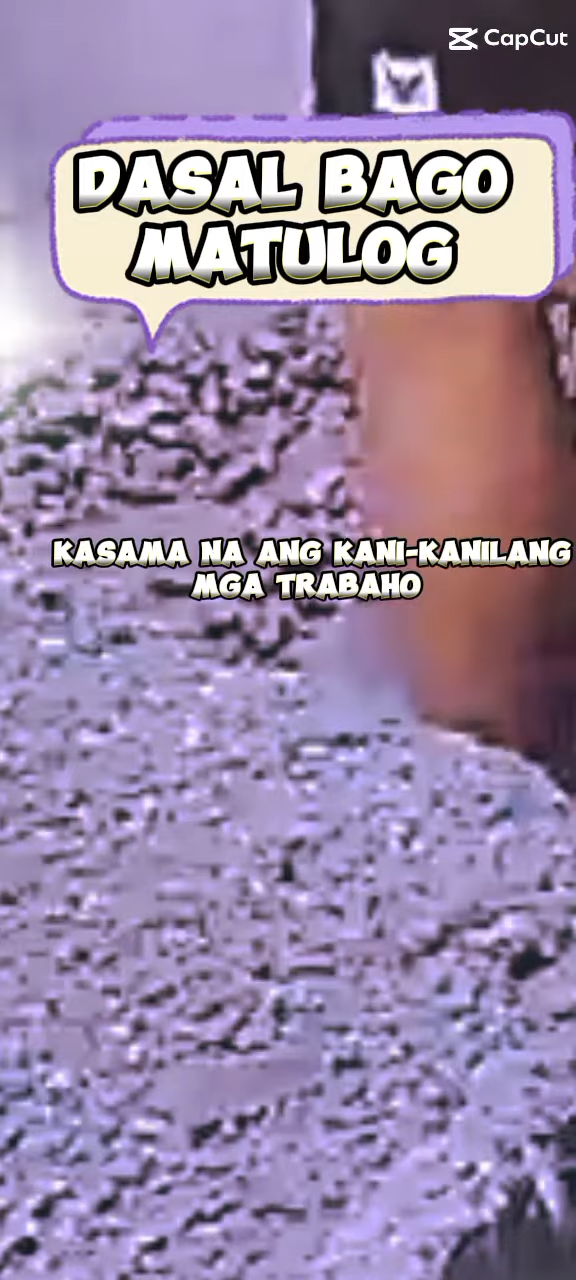 CapCut
DASAL BAGO
MATULOG
KASAMA NA ANG KANI-KANILANG
MGA TRABAHO